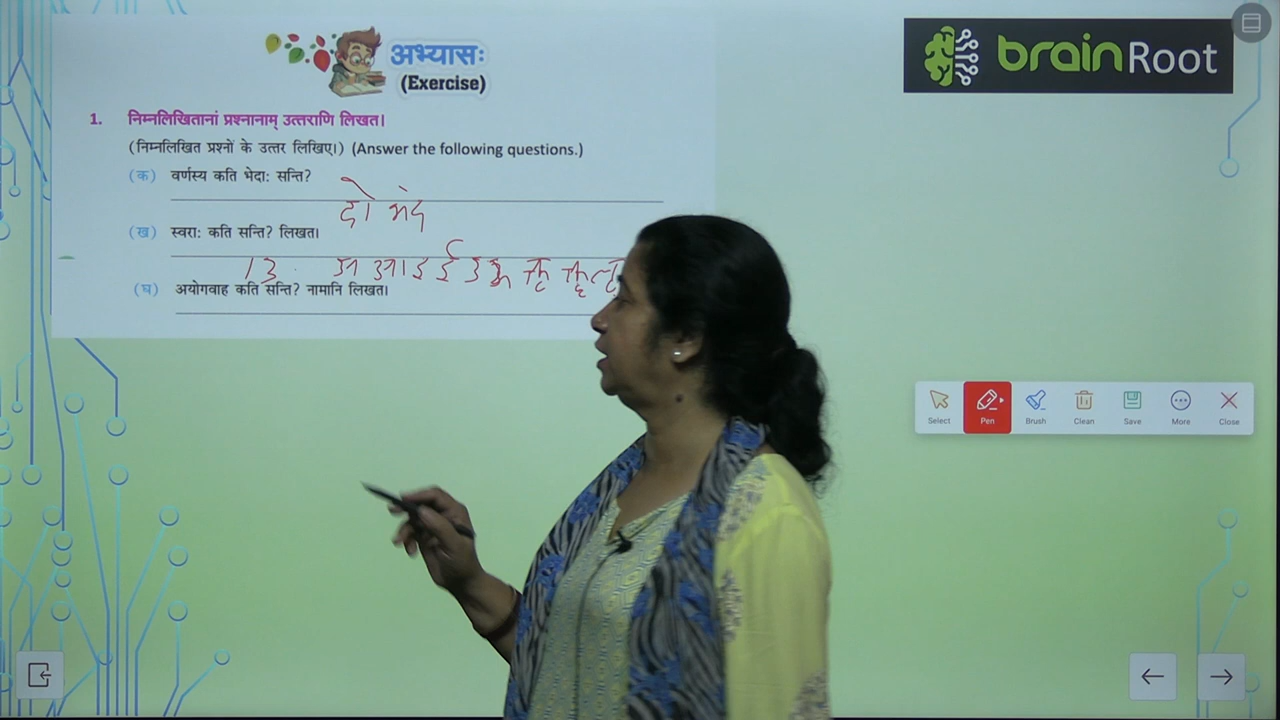 brainRoot
अभ्यासः
(Exercise)
1. निम्नलिखितानां प्रश्नानाम् उत्तराणि लिखत।
(निम्नलिखित प्रश्नों के उत्तर लिखिए।) (Answer the following questions.)
(क) वर्णस्य कति भेदा: सन्ति?
दो भेद
(ख) स्वरा: कति सन्ति? लिखत।
13. अ आ इ ई उ ऊ ऋ ॠ लृ
(घ) अयोगवाह कति सन्ति? नामानि लिखत।
Select Pen Brush Clean Save More Close